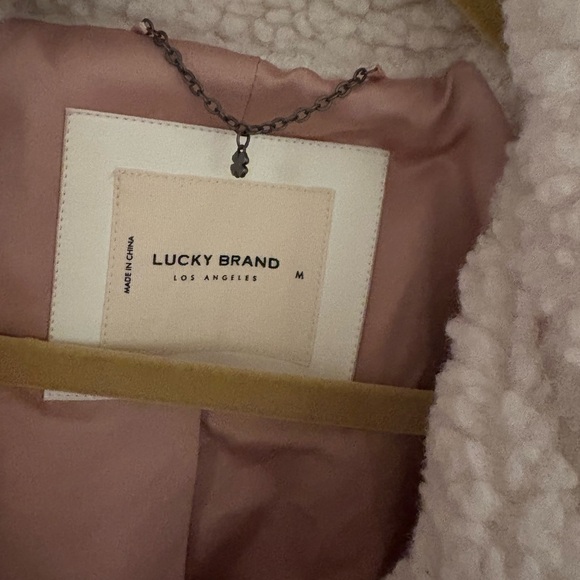 LUCKY BRAND
LOS ANGELES
M
MADE IN CHINA